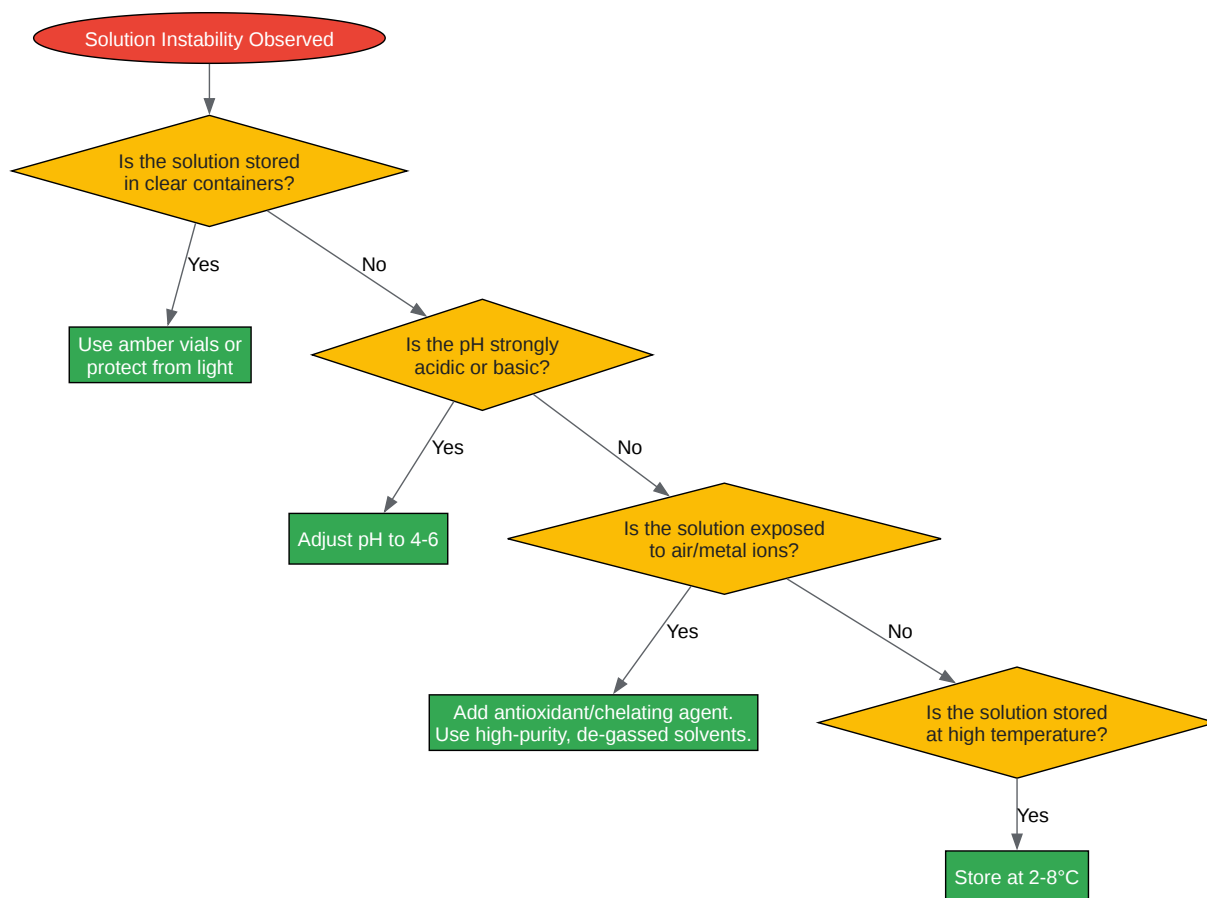 Solution Instability Observed
Is the solution stored
in clear containers?
Yes
No
Use amber vials or
protect from light
Is the pH strongly
acidic or basic?
Yes
No
Adjust pH to 4-6
Is the solution exposed
to air/metal ions?
Yes
No
Add antioxidant/chelating agent.
Use high-purity, de-gassed solvents.
Is the solution stored
at high temperature?
Yes
Store at 2-8°C